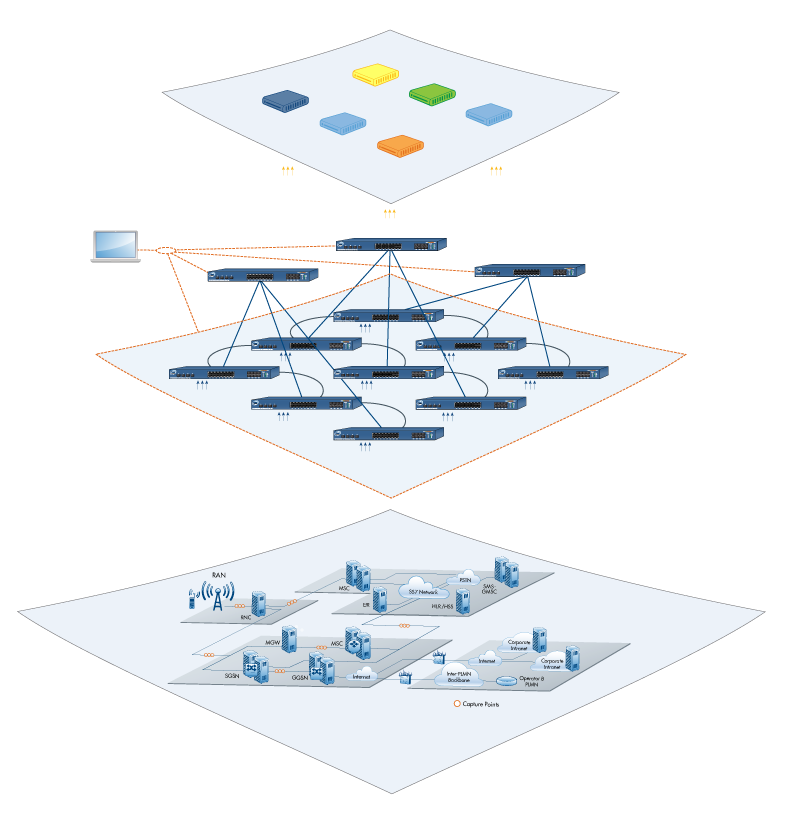 RAN
RNC
MSC
SS7 Network
PSTN
SMS-
GMSC
EIR
HLR/HSS
MGW
MSC
SGSN
GGSN
Internet
Internet
Corporate
Intranet
Corporate
Intranet
Inter-PLMN
Backbone
Operator B
PLMN
Capture Points